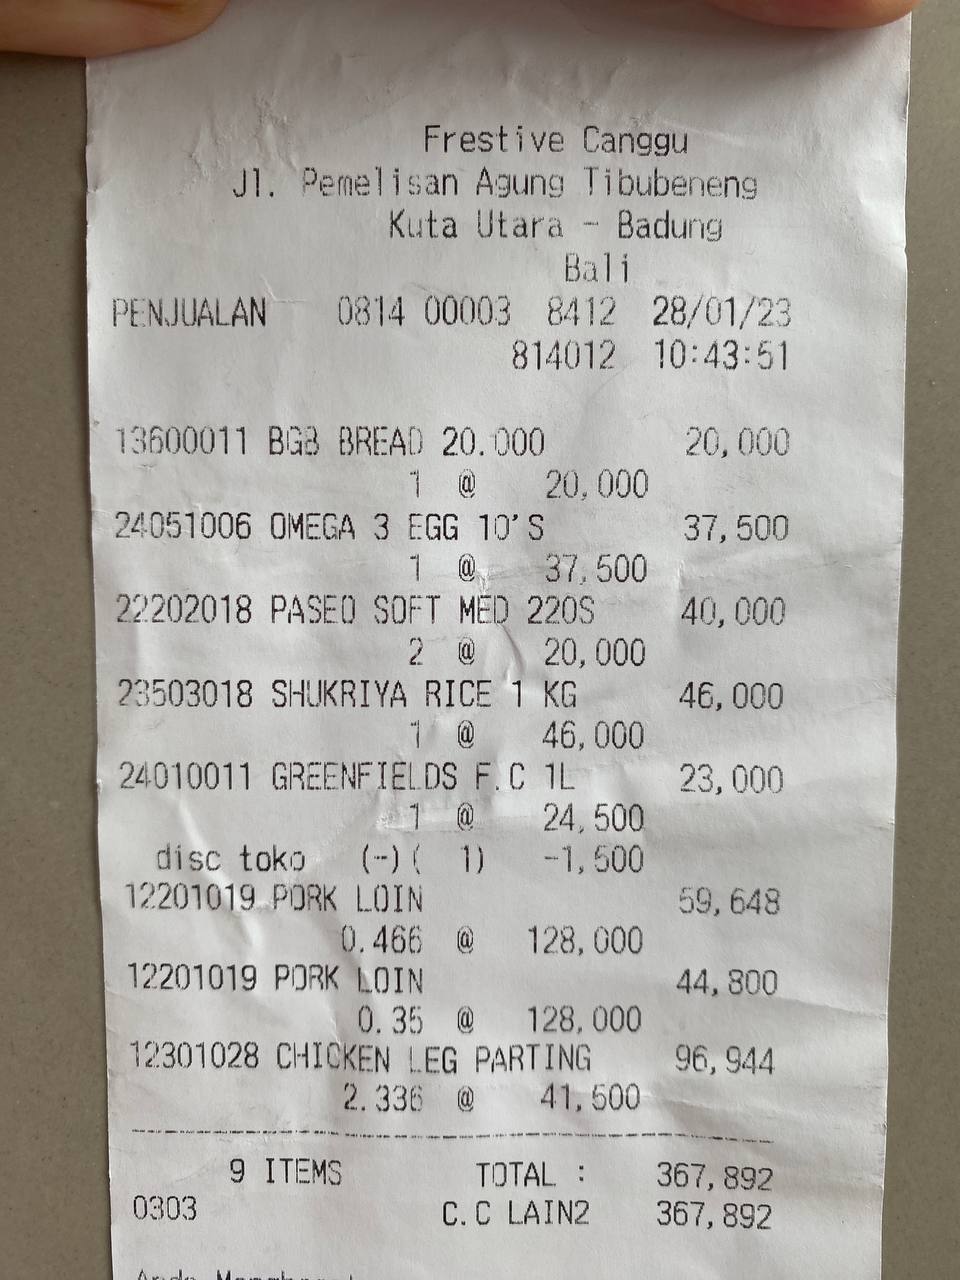 Frestive Canggu
Jl. Pemelisan Agung Tibubeneng
Kuta Utara - Badung
Bali
PENJUALAN 0814 00003 8412 28/01/23
814012 10:43:51
13600011 BGB BREAD 20.000 20,000
1 @ 20,000
24051006 OMEGA 3 EGG 10'S 37,500
1 @ 37,500
22202018 PASEO SOFT MED 220S 40,000
2 @ 20,000
23503018 SHUKRIYA RICE 1 KG 46,000
1 @ 46,000
24010011 GREENFIELDS F.C 1L 23,000
1 @ 24,500
disc toko (-)( 1) -1,500
12201019 PORK LOIN 59,648
0.466 @ 128,000
12201019 PORK LOIN 44,800
0.35 @ 128,000
12301028 CHICKEN LEG PARTING 96,944
2.336 @ 41,500
9 ITEMS TOTAL : 367,892
0303 C.C LAIN2 367,892